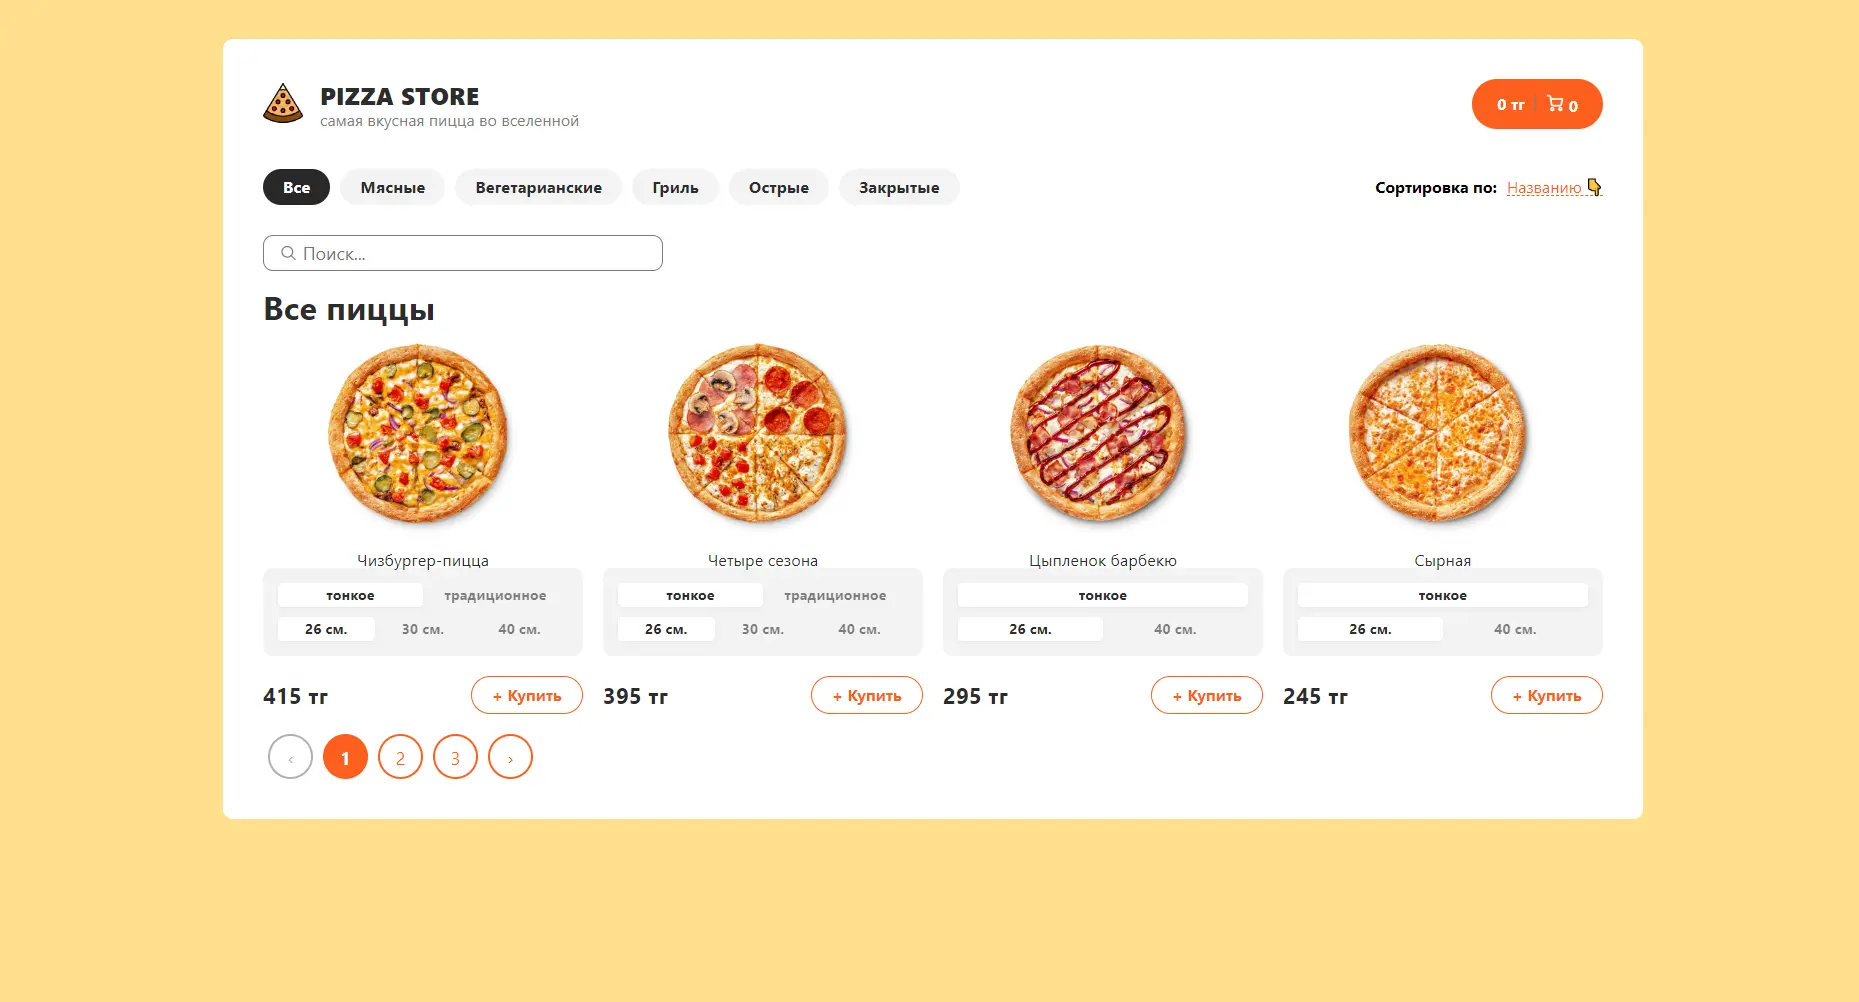 PIZZA STORE
самая вкусная пицца во вселенной
0 тг | 0
Все Мясные Вегетарианские Гриль Острые Закрытые
Сортировка по: Названию
Поиск...
Все пиццы
Чизбургер-пицца Четыре сезона Цыпленок барбекю Сырная
тонкое традиционное тонкое традиционное тонкое тонкое
26 см. 30 см. 40 см. 26 см. 30 см. 40 см. 26 см. 40 см. 26 см. 40 см.
415 тг + Купить 395 тг + Купить 295 тг + Купить 245 тг + Купить
‹ 1 2 3 ›